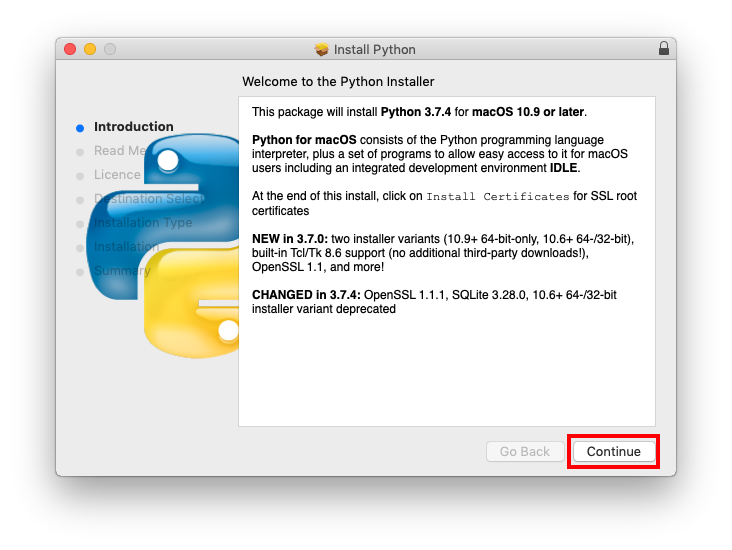 Install Python
Welcome to the Python Installer
Introduction
Read Me
Licence
Destination Select
Installation Type
Installation
Summary
This package will install Python 3.7.4 for macOS 10.9 or later.
Python for macOS consists of the Python programming language
interpreter, plus a set of programs to allow easy access to it for macOS
users including an integrated development environment IDLE.
At the end of this install, click on Install Certificates for SSL root
certificates
NEW in 3.7.0: two installer variants (10.9+ 64-bit-only, 10.6+ 64-/32-bit),
built-in Tcl/Tk 8.6 support (no additional third-party downloads!),
OpenSSL 1.1, and more!
CHANGED in 3.7.4: OpenSSL 1.1.1, SQLite 3.28.0, 10.6+ 64-/32-bit
installer variant deprecated
Go Back
Continue